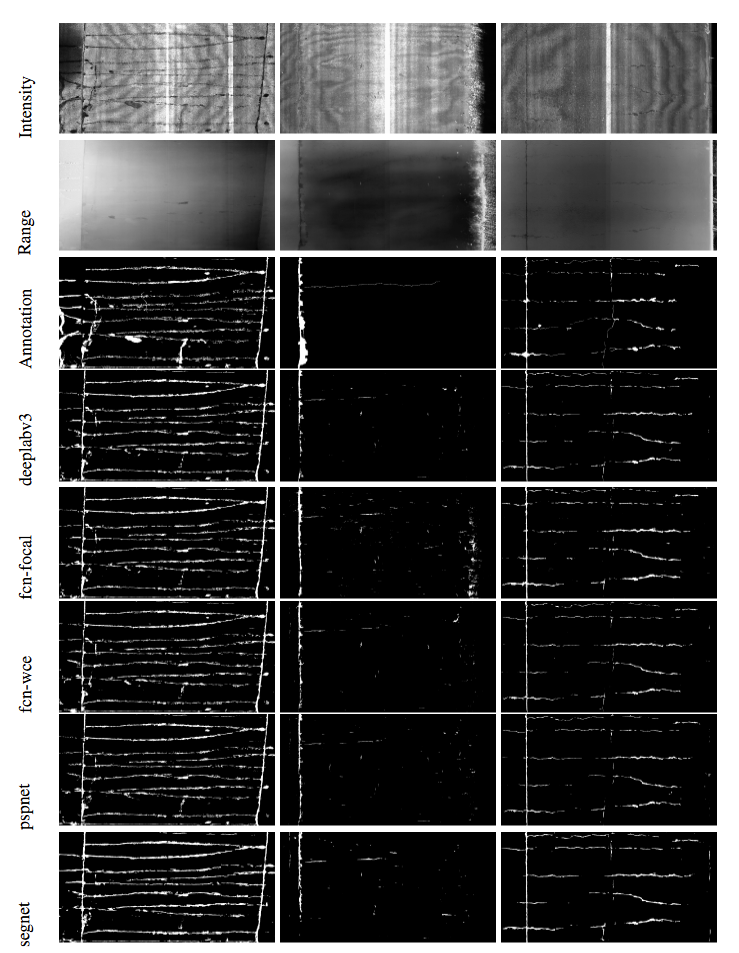 Intensity
Range
Annotation
deeplabv3
fcn-focal
fcn-wce
pspnet
segnet